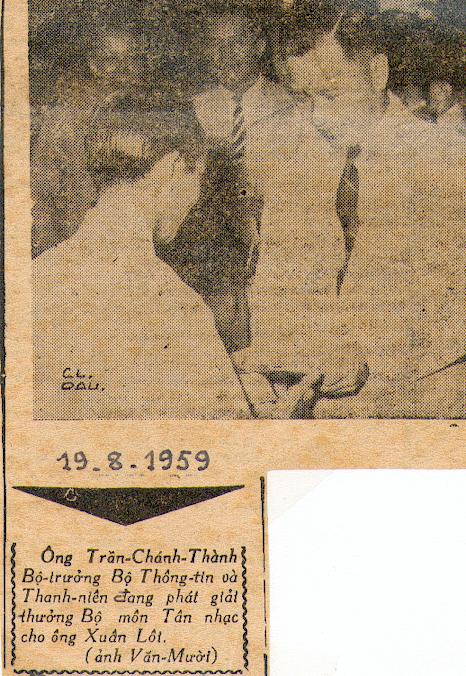 C.L.
DAU.
19.8.1959
Ông Trần-Chánh-Thành
Bộ-trưởng Bộ Thông-tin và
Thanh-niên đang phát giải
thưởng Bộ môn Tân nhạc
cho ông Xuân Lôi.
(ảnh Văn-Mười)